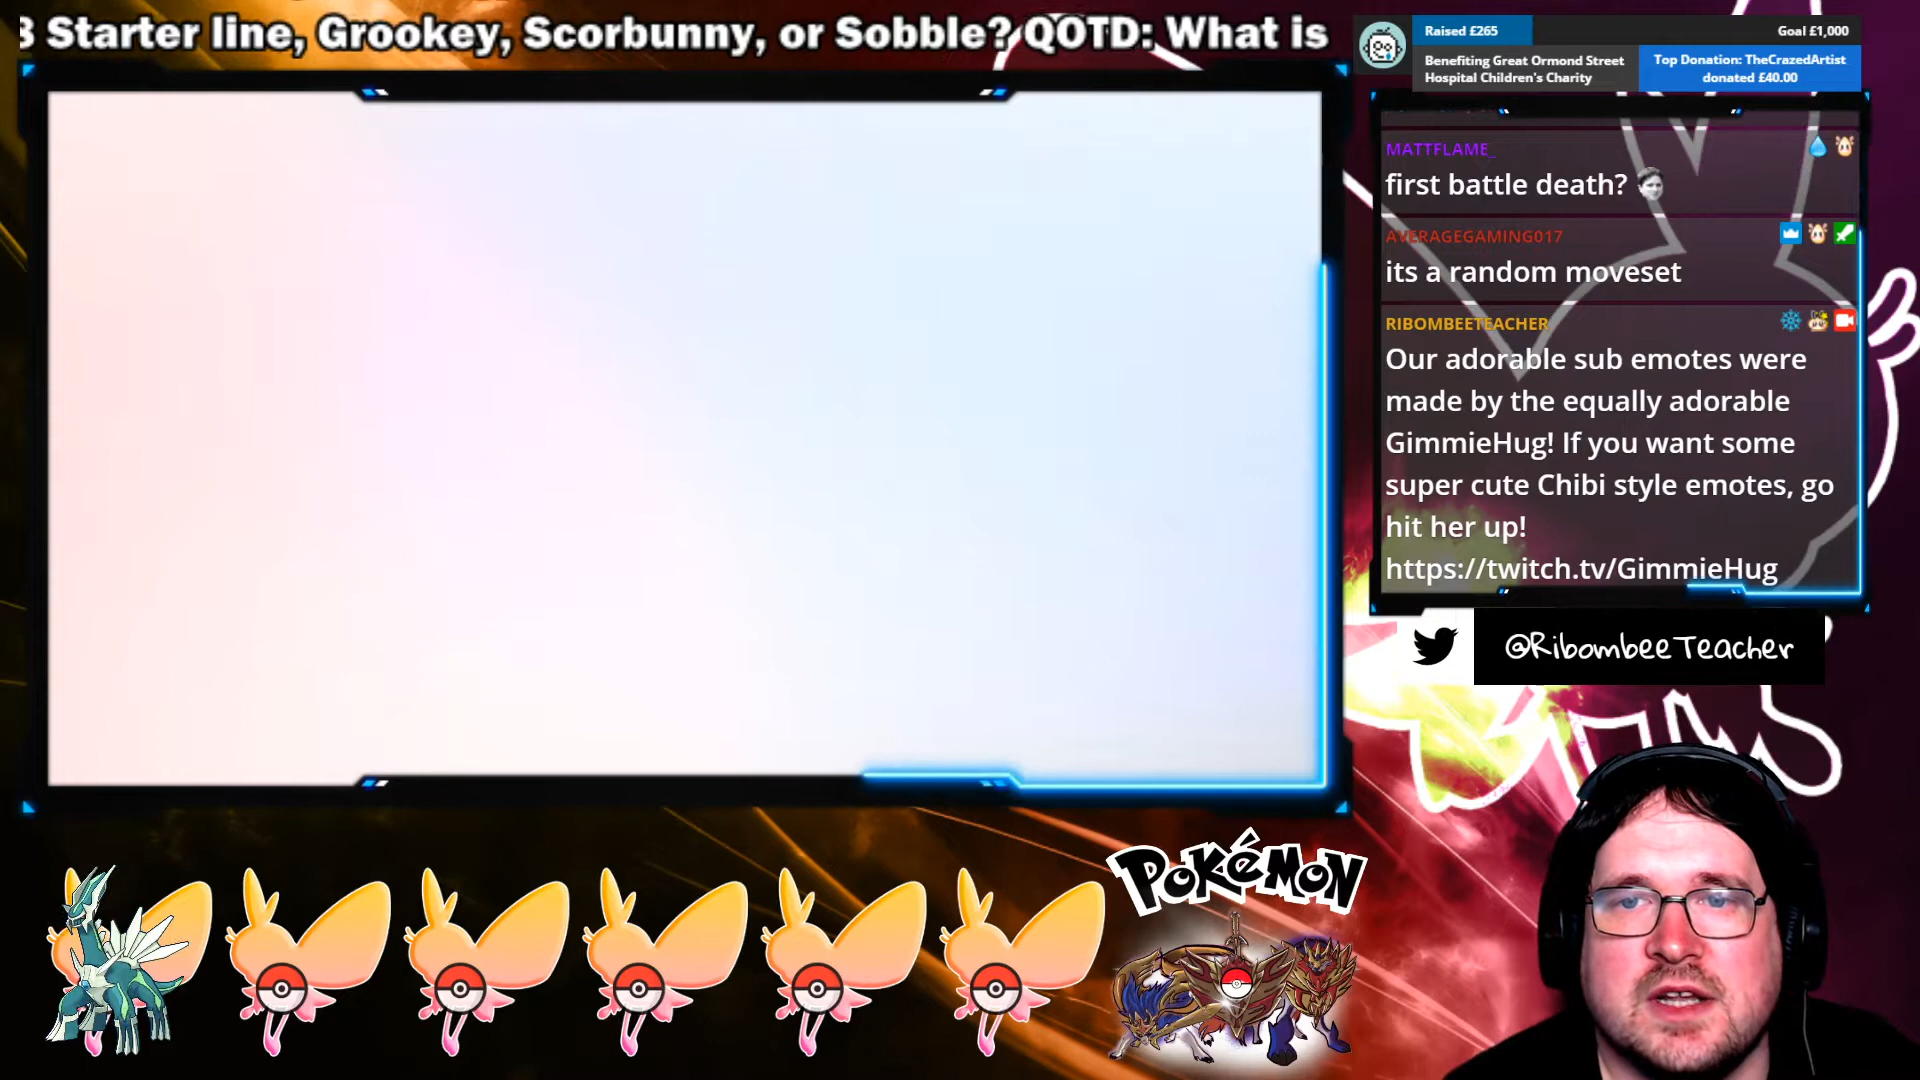 Starter line, Grookey, Scorbunny, or Sobble? QOTD: What is
Raised £265
Goal £1,000
Benefiting Great Ormond Street
Hospital Children's Charity
Top Donation: TheCrazedArtist
donated £40.00
MATTFLAME_
first battle death?
AVERAGEGAMING017
its a random moveset
RIBOMBEETEACHER
Our adorable sub emotes were
made by the equally adorable
GimmieHug! If you want some
super cute Chibi style emotes, go
hit her up!
https://twitch.tv/GimmieHug
@RibombeeTeacher
POKéMON